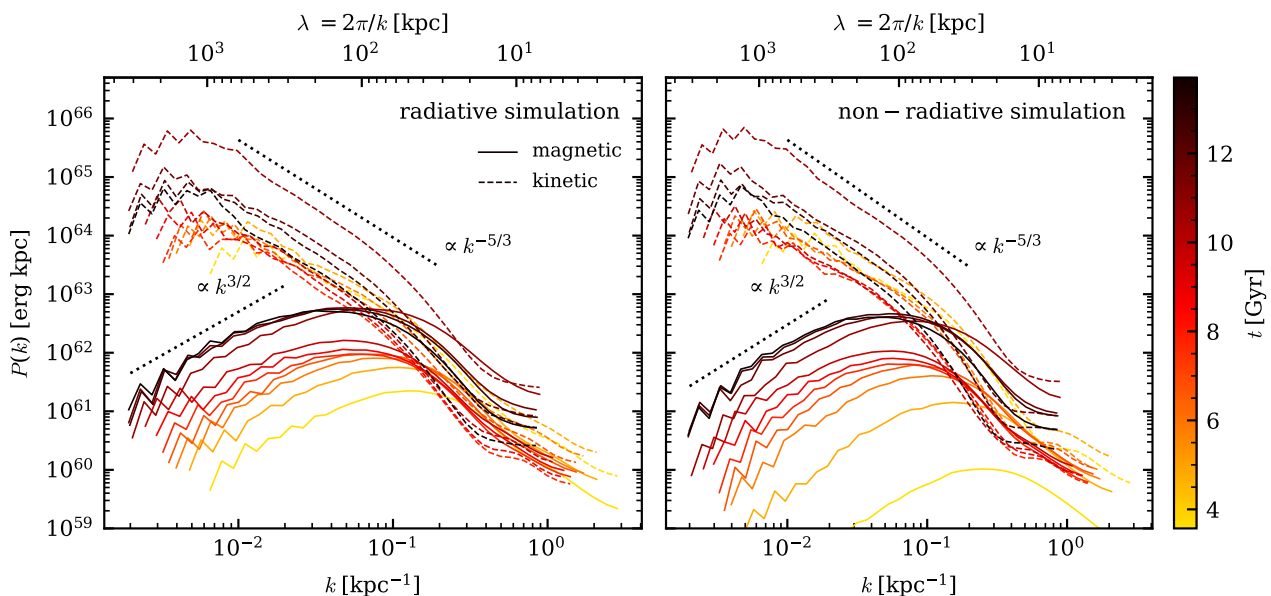 λ = 2π/k [kpc]
λ = 2π/k [kpc]
10³ 10² 10¹
10³ 10² 10¹
radiative simulation
non − radiative simulation
magnetic
kinetic
∝ k⁻⁵/³
∝ k⁻⁵/³
∝ k³/²
∝ k³/²
10⁶⁶
10⁶⁵
10⁶⁴
10⁶³
10⁶²
10⁶¹
10⁶⁰
10⁵⁹
P(k) [erg kpc]
10⁻² 10⁻¹ 10⁰
10⁻² 10⁻¹ 10⁰
k [kpc⁻¹]
k [kpc⁻¹]
12
10
8
6
4
t [Gyr]